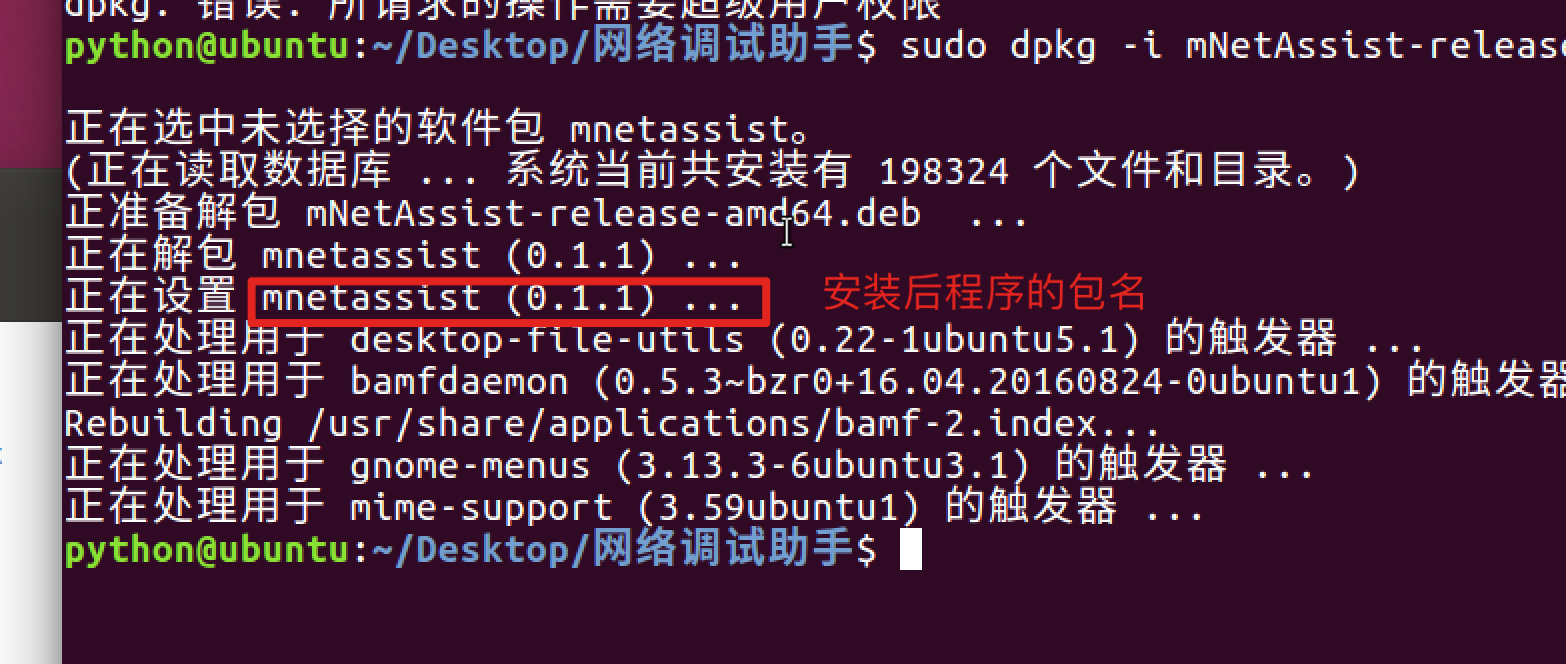 dpkg: 错误: 所请求的操作需要超级用户权限
python@ubuntu:~/Desktop/网络调试助手$ sudo dpkg -i mNetAssist-release
正在选中未选择的软件包 mnetassist。
(正在读取数据库 ... 系统当前共安装有 198324 个文件和目录。)
正准备解包 mNetAssist-release-amd64.deb ...
正在解包 mnetassist (0.1.1) ...
正在设置 mnetassist (0.1.1) ... 安装后程序的包名
正在处理用于 desktop-file-utils (0.22-1ubuntu5.1) 的触发器 ...
正在处理用于 bamfdaemon (0.5.3~bzr0+16.04.20160824-0ubuntu1) 的触发器
Rebuilding /usr/share/applications/bamf-2.index...
正在处理用于 gnome-menus (3.13.3-6ubuntu3.1) 的触发器 ...
正在处理用于 mime-support (3.59ubuntu1) 的触发器 ...
python@ubuntu:~/Desktop/网络调试助手$